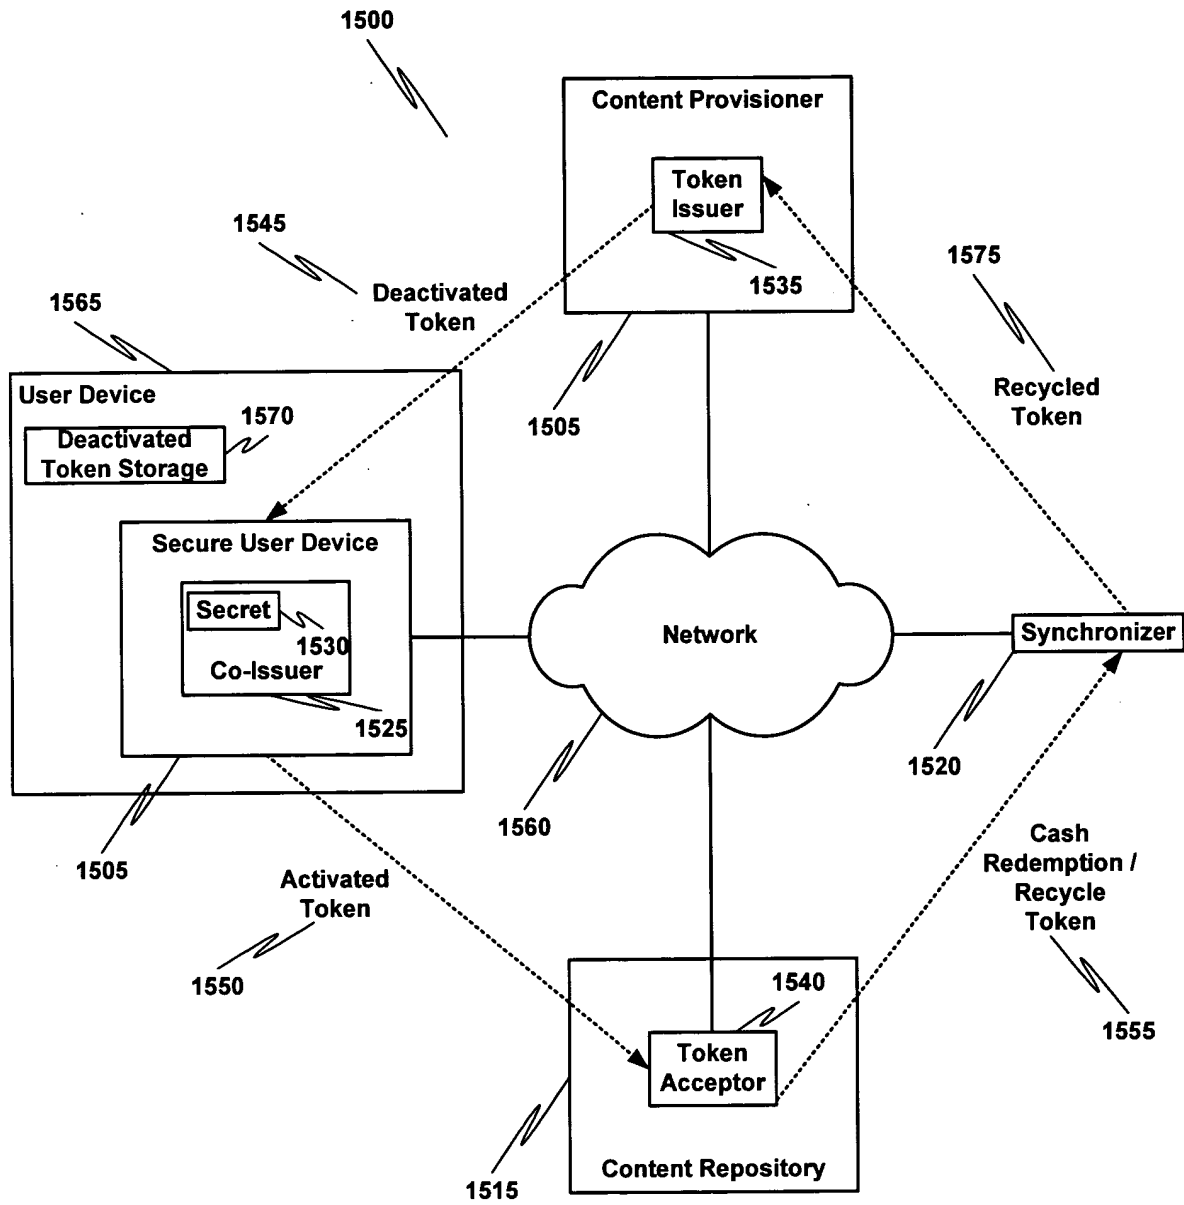 1500
Content Provisioner
Token
Issuer
1535
1545
Deactivated
Token
1575
Recycled
Token
1565
User Device
1570
Deactivated
Token Storage
1505
Secure User Device
Secret
1530
Co-Issuer
1525
Network
Synchronizer
1520
1560
1505
Activated
Token
1550
Cash
Redemption /
Recycle
Token
1555
1540
Token
Acceptor
Content Repository
1515